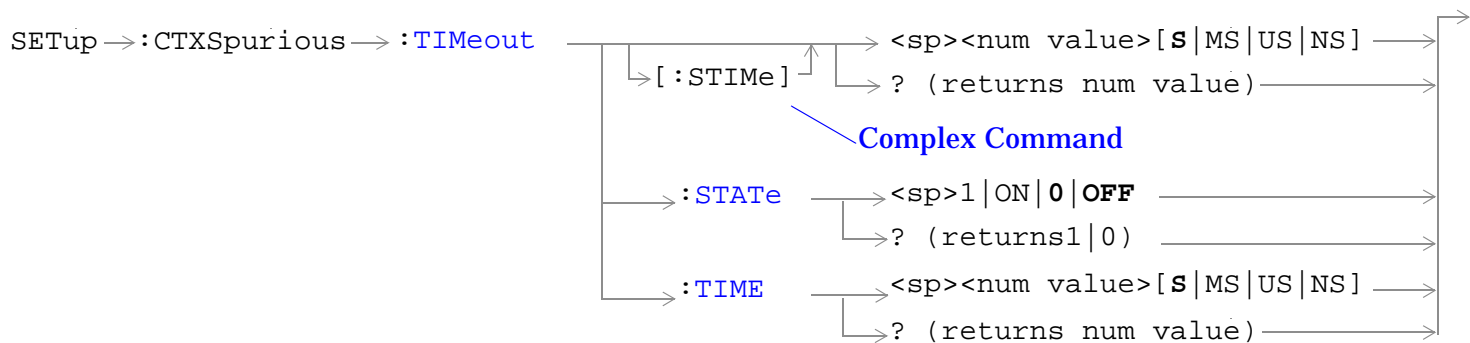 SETup :CTXSpurious :TIMeout <sp><num value>[S|MS|US|NS]
[:STIMe] ? (returns num value)
Complex Command
:STATe <sp>1|ON|0|OFF
? (returns1|0)
:TIME <sp><num value>[S|MS|US|NS]
? (returns num value)